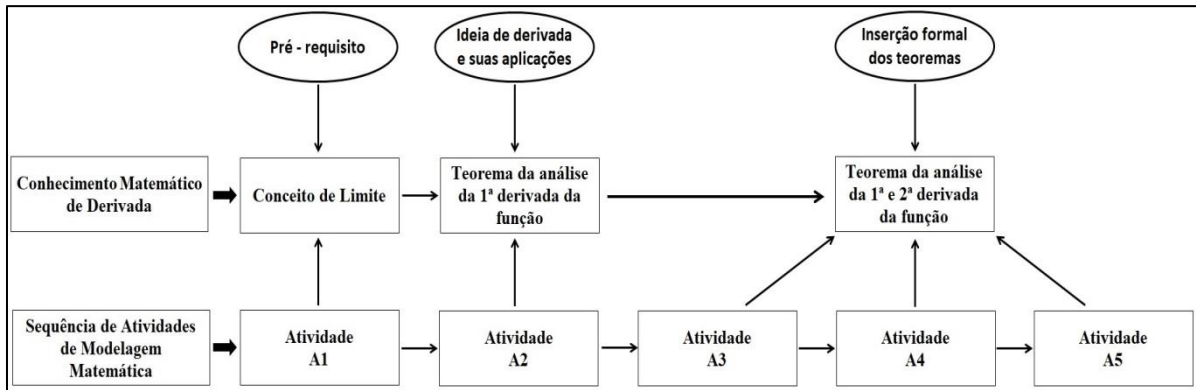 Pré - requisito
Ideia de derivada
e suas aplicações
Inserção formal
dos teoremas
Conhecimento Matemático
de Derivada
Conceito de Limite
Teorema da análise
da 1ª derivada da
função
Teorema da análise
da 1ª e 2ª derivada
da função
Sequência de Atividades
de Modelagem
Matemática
Atividade
A1
Atividade
A2
Atividade
A3
Atividade
A4
Atividade
A5